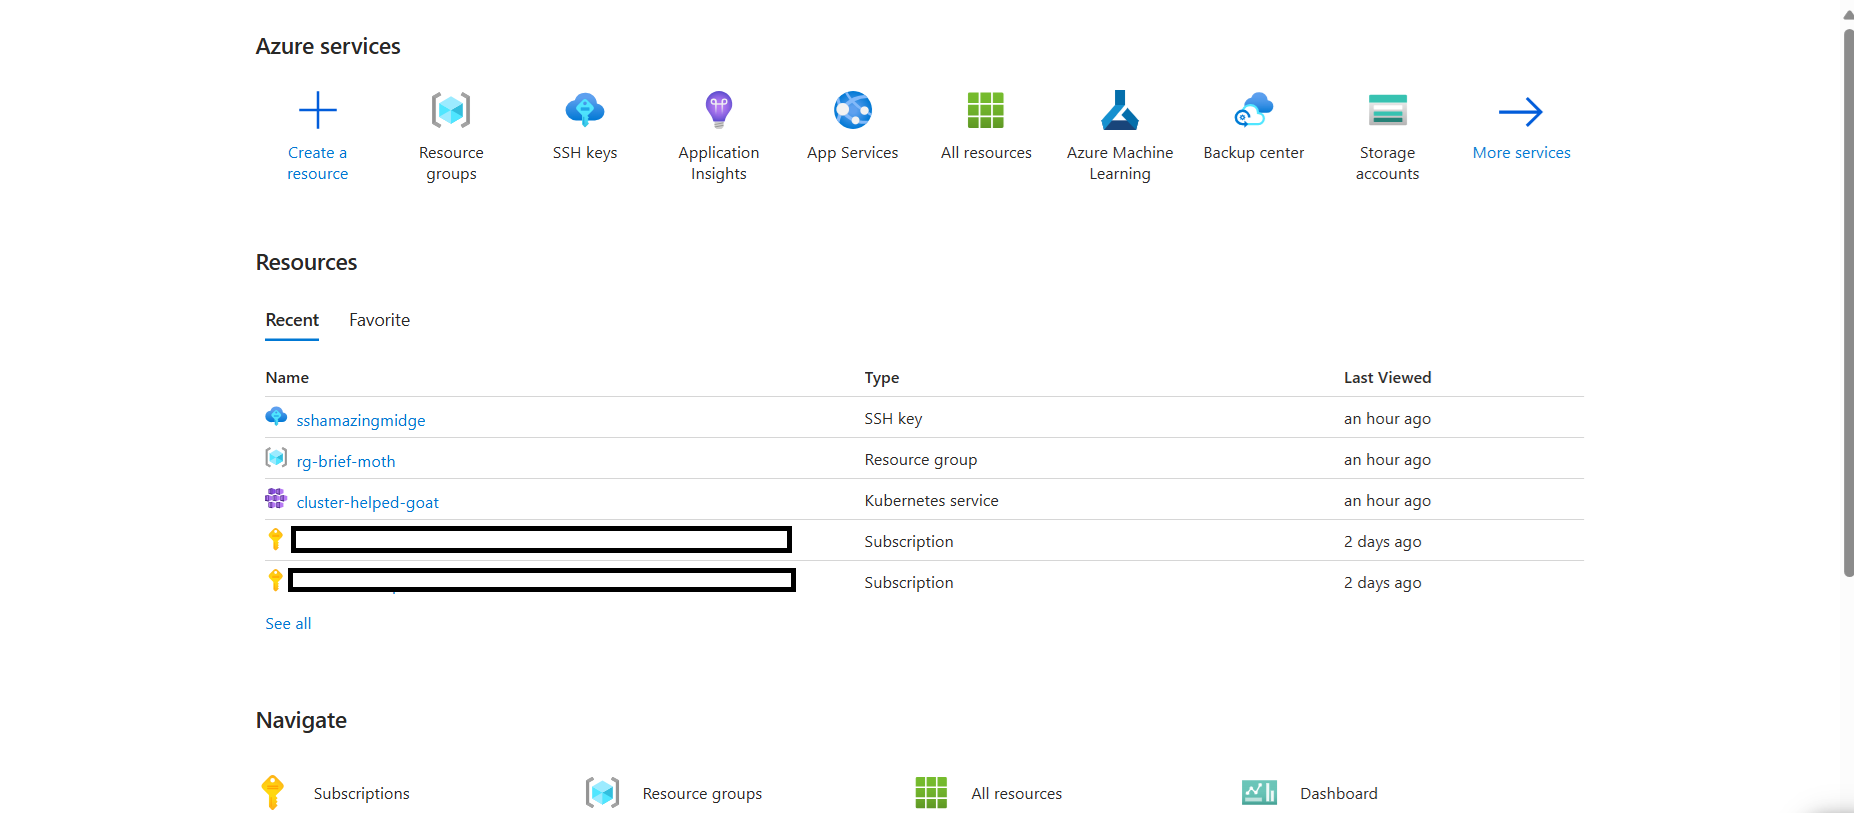 Azure services
Create a
resource
Resource
groups
SSH keys
Application
Insights
App Services
All resources
Azure Machine
Learning
Backup center
Storage
accounts
More services
Resources
Recent
Favorite
Name
Type
Last Viewed
sshamazingmidge
SSH key
an hour ago
rg-brief-moth
Resource group
an hour ago
cluster-helped-goat
Kubernetes service
an hour ago
Subscription
2 days ago
Subscription
2 days ago
See all
Navigate
Subscriptions
Resource groups
All resources
Dashboard